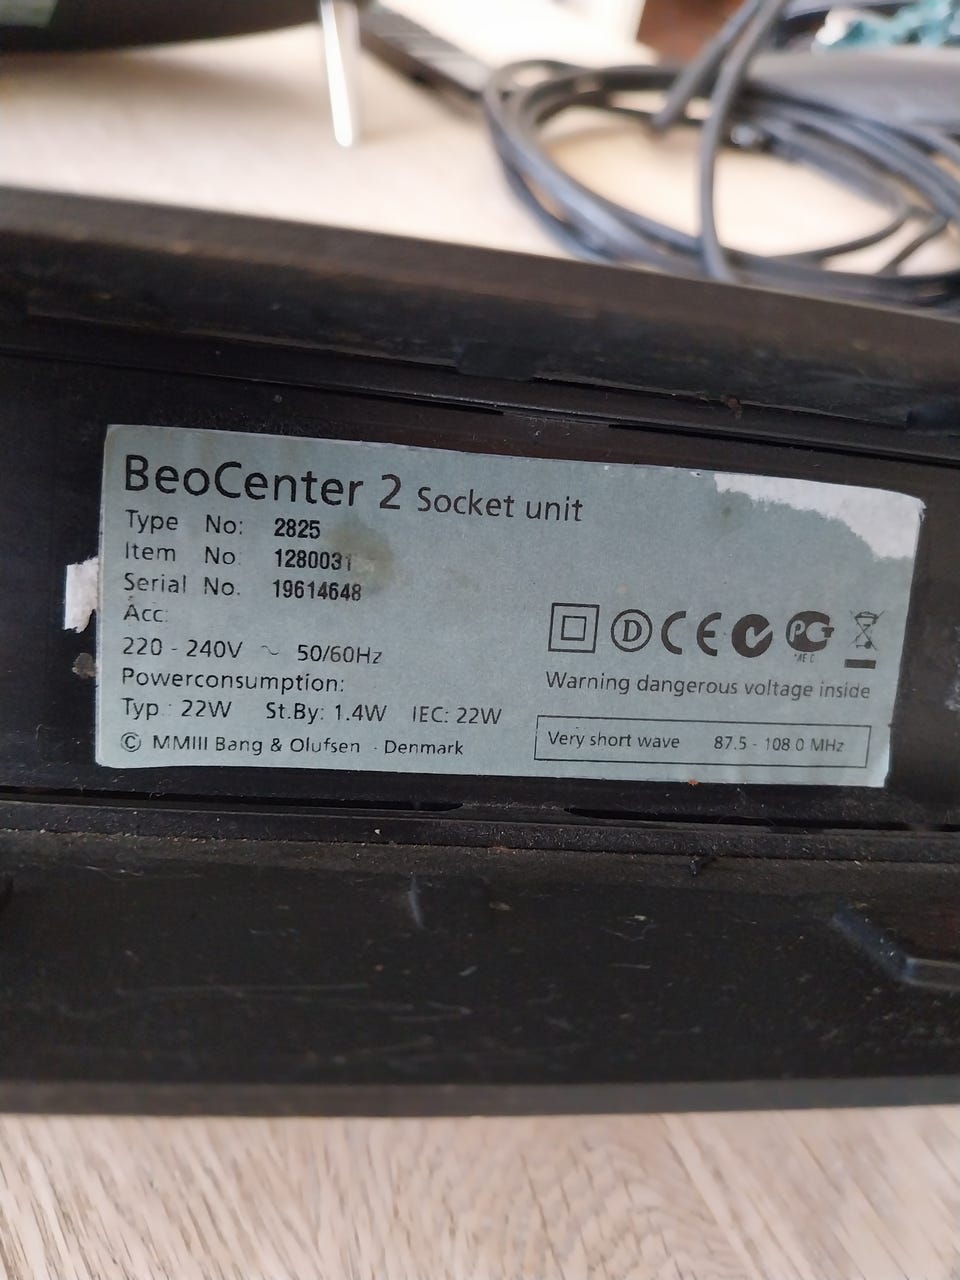 BeoCenter 2 Socket unit
Type No: 2825
Item No 1280031
Serial No. 19614648
Acc:
220 - 240V ~ 50/60Hz
Powerconsumption:
Typ : 22W St.By: 1.4W IEC: 22W
© MMIII Bang & Olufsen · Denmark
D CE PG
Warning dangerous voltage inside
Very short wave 87.5 - 108.0 MHz